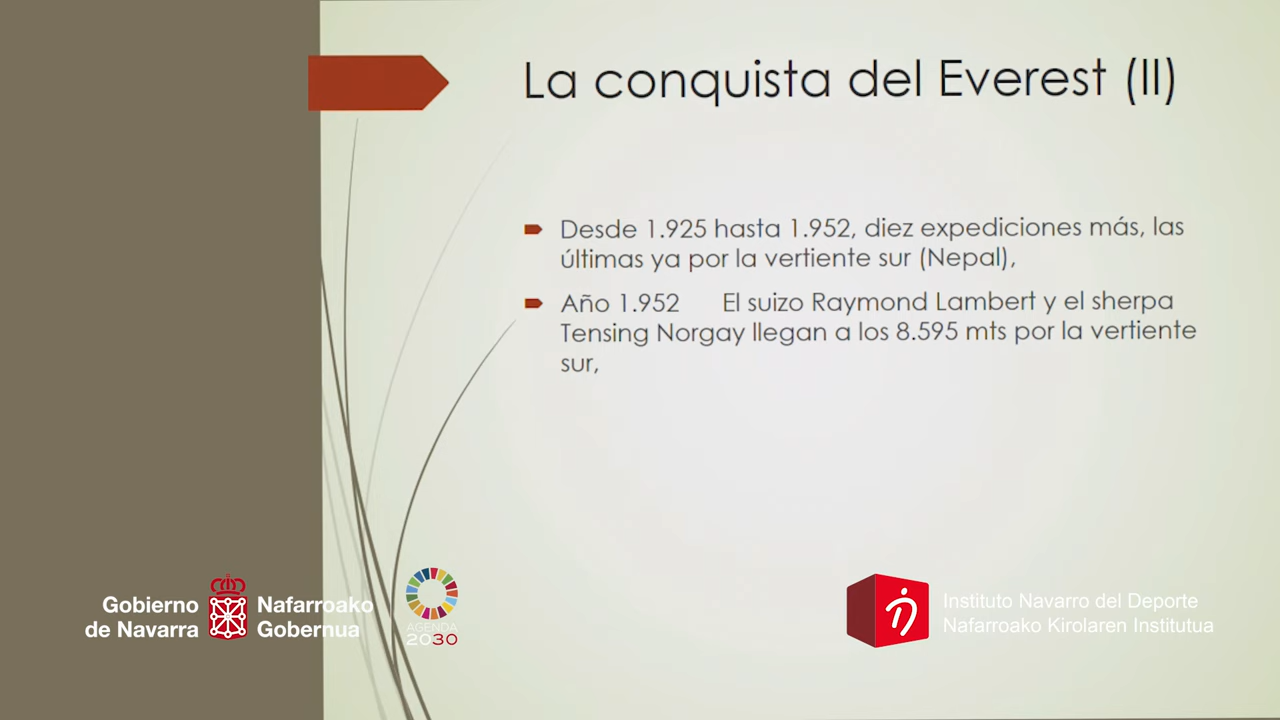 La conquista del Everest (II)
Desde 1.925 hasta 1.952, diez expediciones más, las
últimas ya por la vertiente sur (Nepal),
Año 1.952 El suizo Raymond Lambert y el sherpa
Tensing Norgay llegan a los 8.595 mts por la vertiente
sur,
Gobierno
de Navarra
Nafarroako
Gobernua
AGENDA
2030
Instituto Navarro del Deporte
Nafarroako Kirolaren Institutua